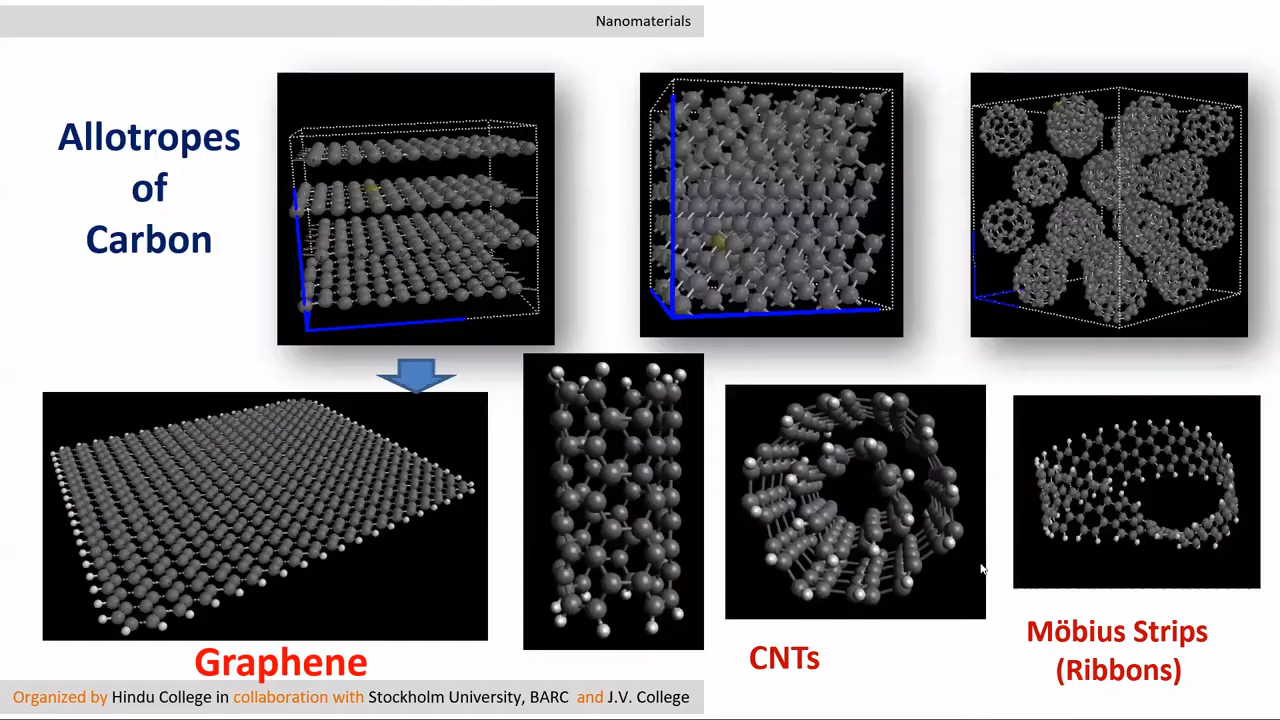 Nanomaterials
Allotropes
of
Carbon
Graphene
CNTs
Möbius Strips
(Ribbons)
Organized by Hindu College in collaboration with Stockholm University, BARC and J.V. College